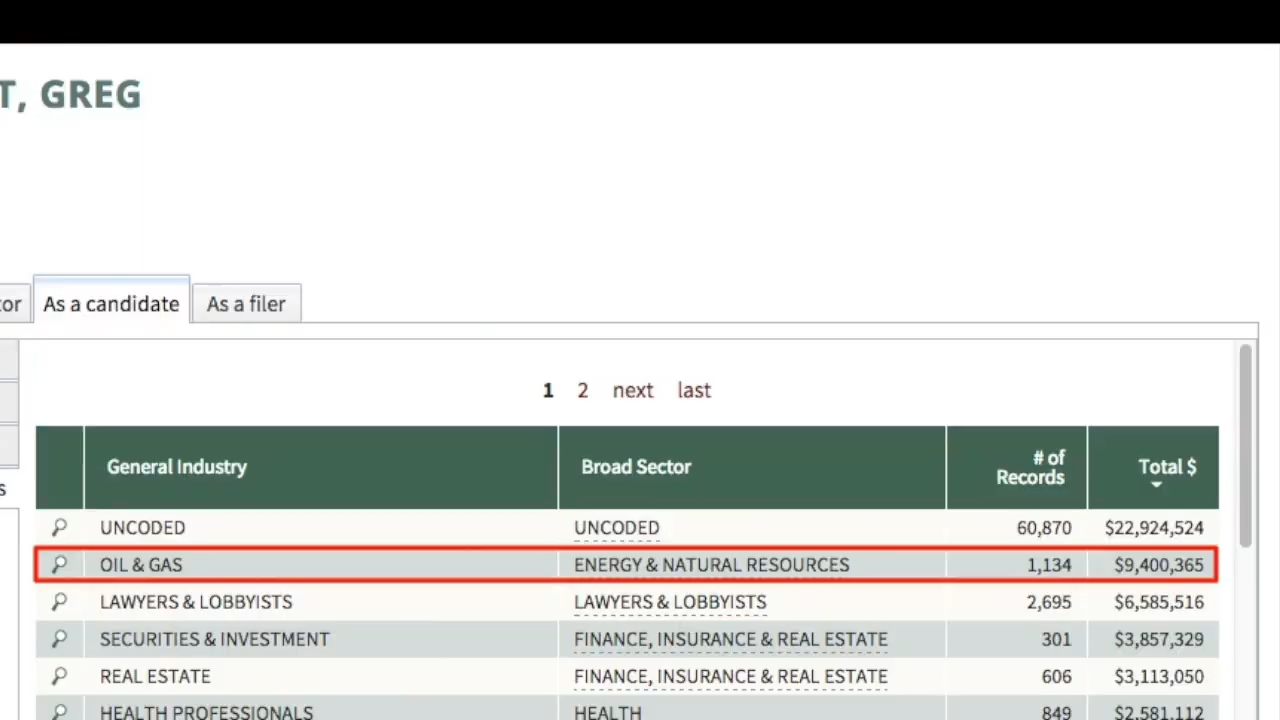 T, GREG
or As a candidate As a filer
1 2 next last
General Industry Broad Sector # of Records Total $
UNCODED UNCODED 60,870 $22,924,524
OIL & GAS ENERGY & NATURAL RESOURCES 1,134 $9,400,365
LAWYERS & LOBBYISTS LAWYERS & LOBBYISTS 2,695 $6,585,516
SECURITIES & INVESTMENT FINANCE, INSURANCE & REAL ESTATE 301 $3,857,329
REAL ESTATE FINANCE, INSURANCE & REAL ESTATE 606 $3,113,050
HEALTH PROFESSIONALS HEALTH 849 $2,581,112
s